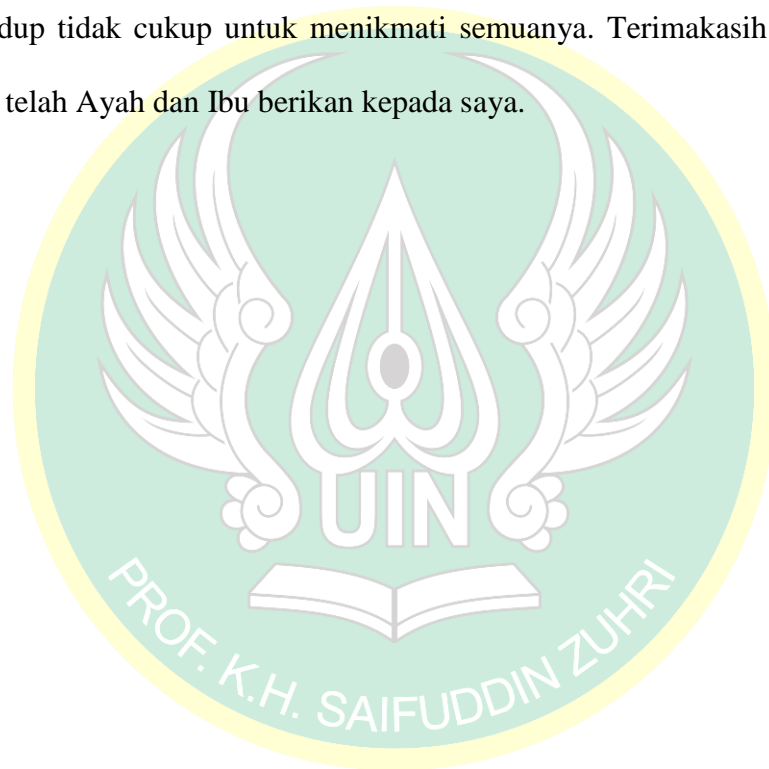 dup tidak cukup untuk menikmati semuanya. Terimakasih
telah Ayah dan Ibu berikan kepada saya.
UIN
PROF. K.H. SAIFUDDIN ZUHRI